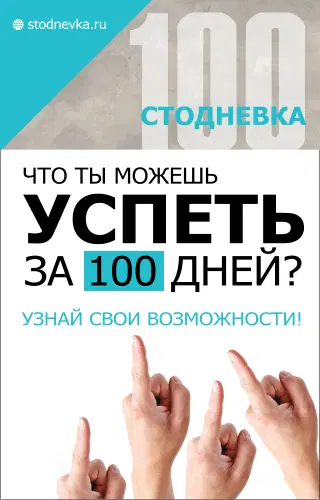 stodnevka.ru
100
СТОДНЕВКА
ЧТО ТЫ МОЖЕШЬ
УСПЕТЬ
ЗА 100 ДНЕЙ?
УЗНАЙ СВОИ ВОЗМОЖНОСТИ!